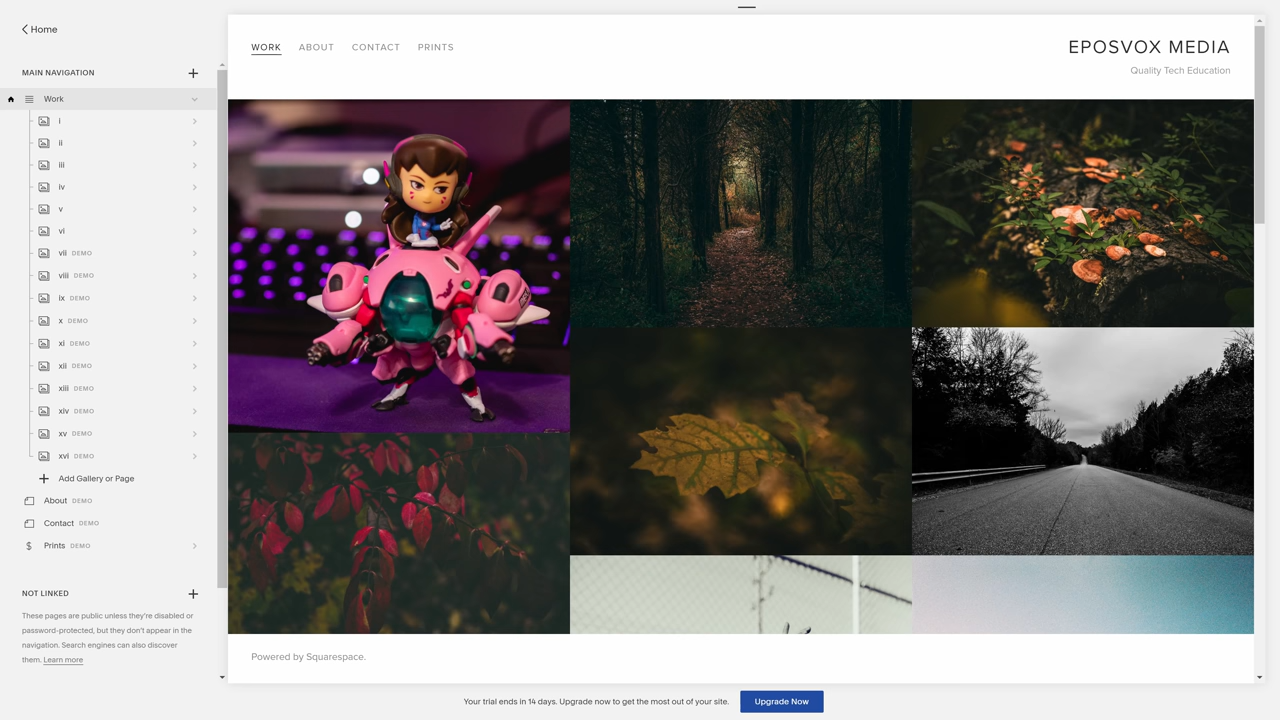 Home
MAIN NAVIGATION
Work
i
ii
iii
iv
v
vi
vii DEMO
viii DEMO
ix DEMO
x DEMO
xi DEMO
xii DEMO
xiii DEMO
xiv DEMO
xv DEMO
xvi DEMO
Add Gallery or Page
About DEMO
Contact DEMO
Prints DEMO
NOT LINKED
These pages are public unless they're disabled or
password-protected, but they don't appear in the
navigation. Search engines can also discover
them. Learn more
WORK ABOUT CONTACT PRINTS
EPOSVOX MEDIA
Quality Tech Education
Powered by Squarespace.
Your trial ends in 14 days. Upgrade now to get the most out of your site.
Upgrade Now